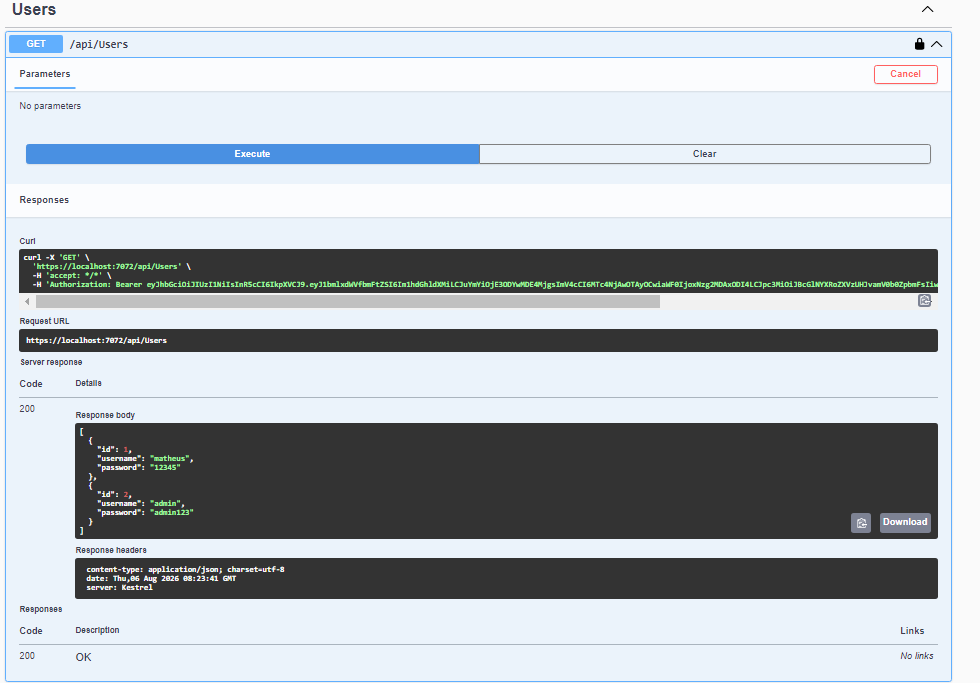 Users
GET /api/Users
Parameters
Cancel
No parameters
Execute
Clear
Responses
Curl
curl -X 'GET' \
'https://localhost:7072/api/Users' \
-H 'accept: */*' \
-H 'Authorization: Bearer
Request URL
https://localhost:7072/api/Users
Server response
Code Details
200
Response body
[
{
"id": 1,
"username": "matheus",
"password": "12345"
},
{
"id": 2,
"username": "admin",
"password": "admin123"
}
]
Download
Response headers
content-type: application/json; charset=utf-8
date: Thu,06 Aug 2026 08:23:41 GMT
server: Kestrel
Responses
Code Description Links
200 OK No links